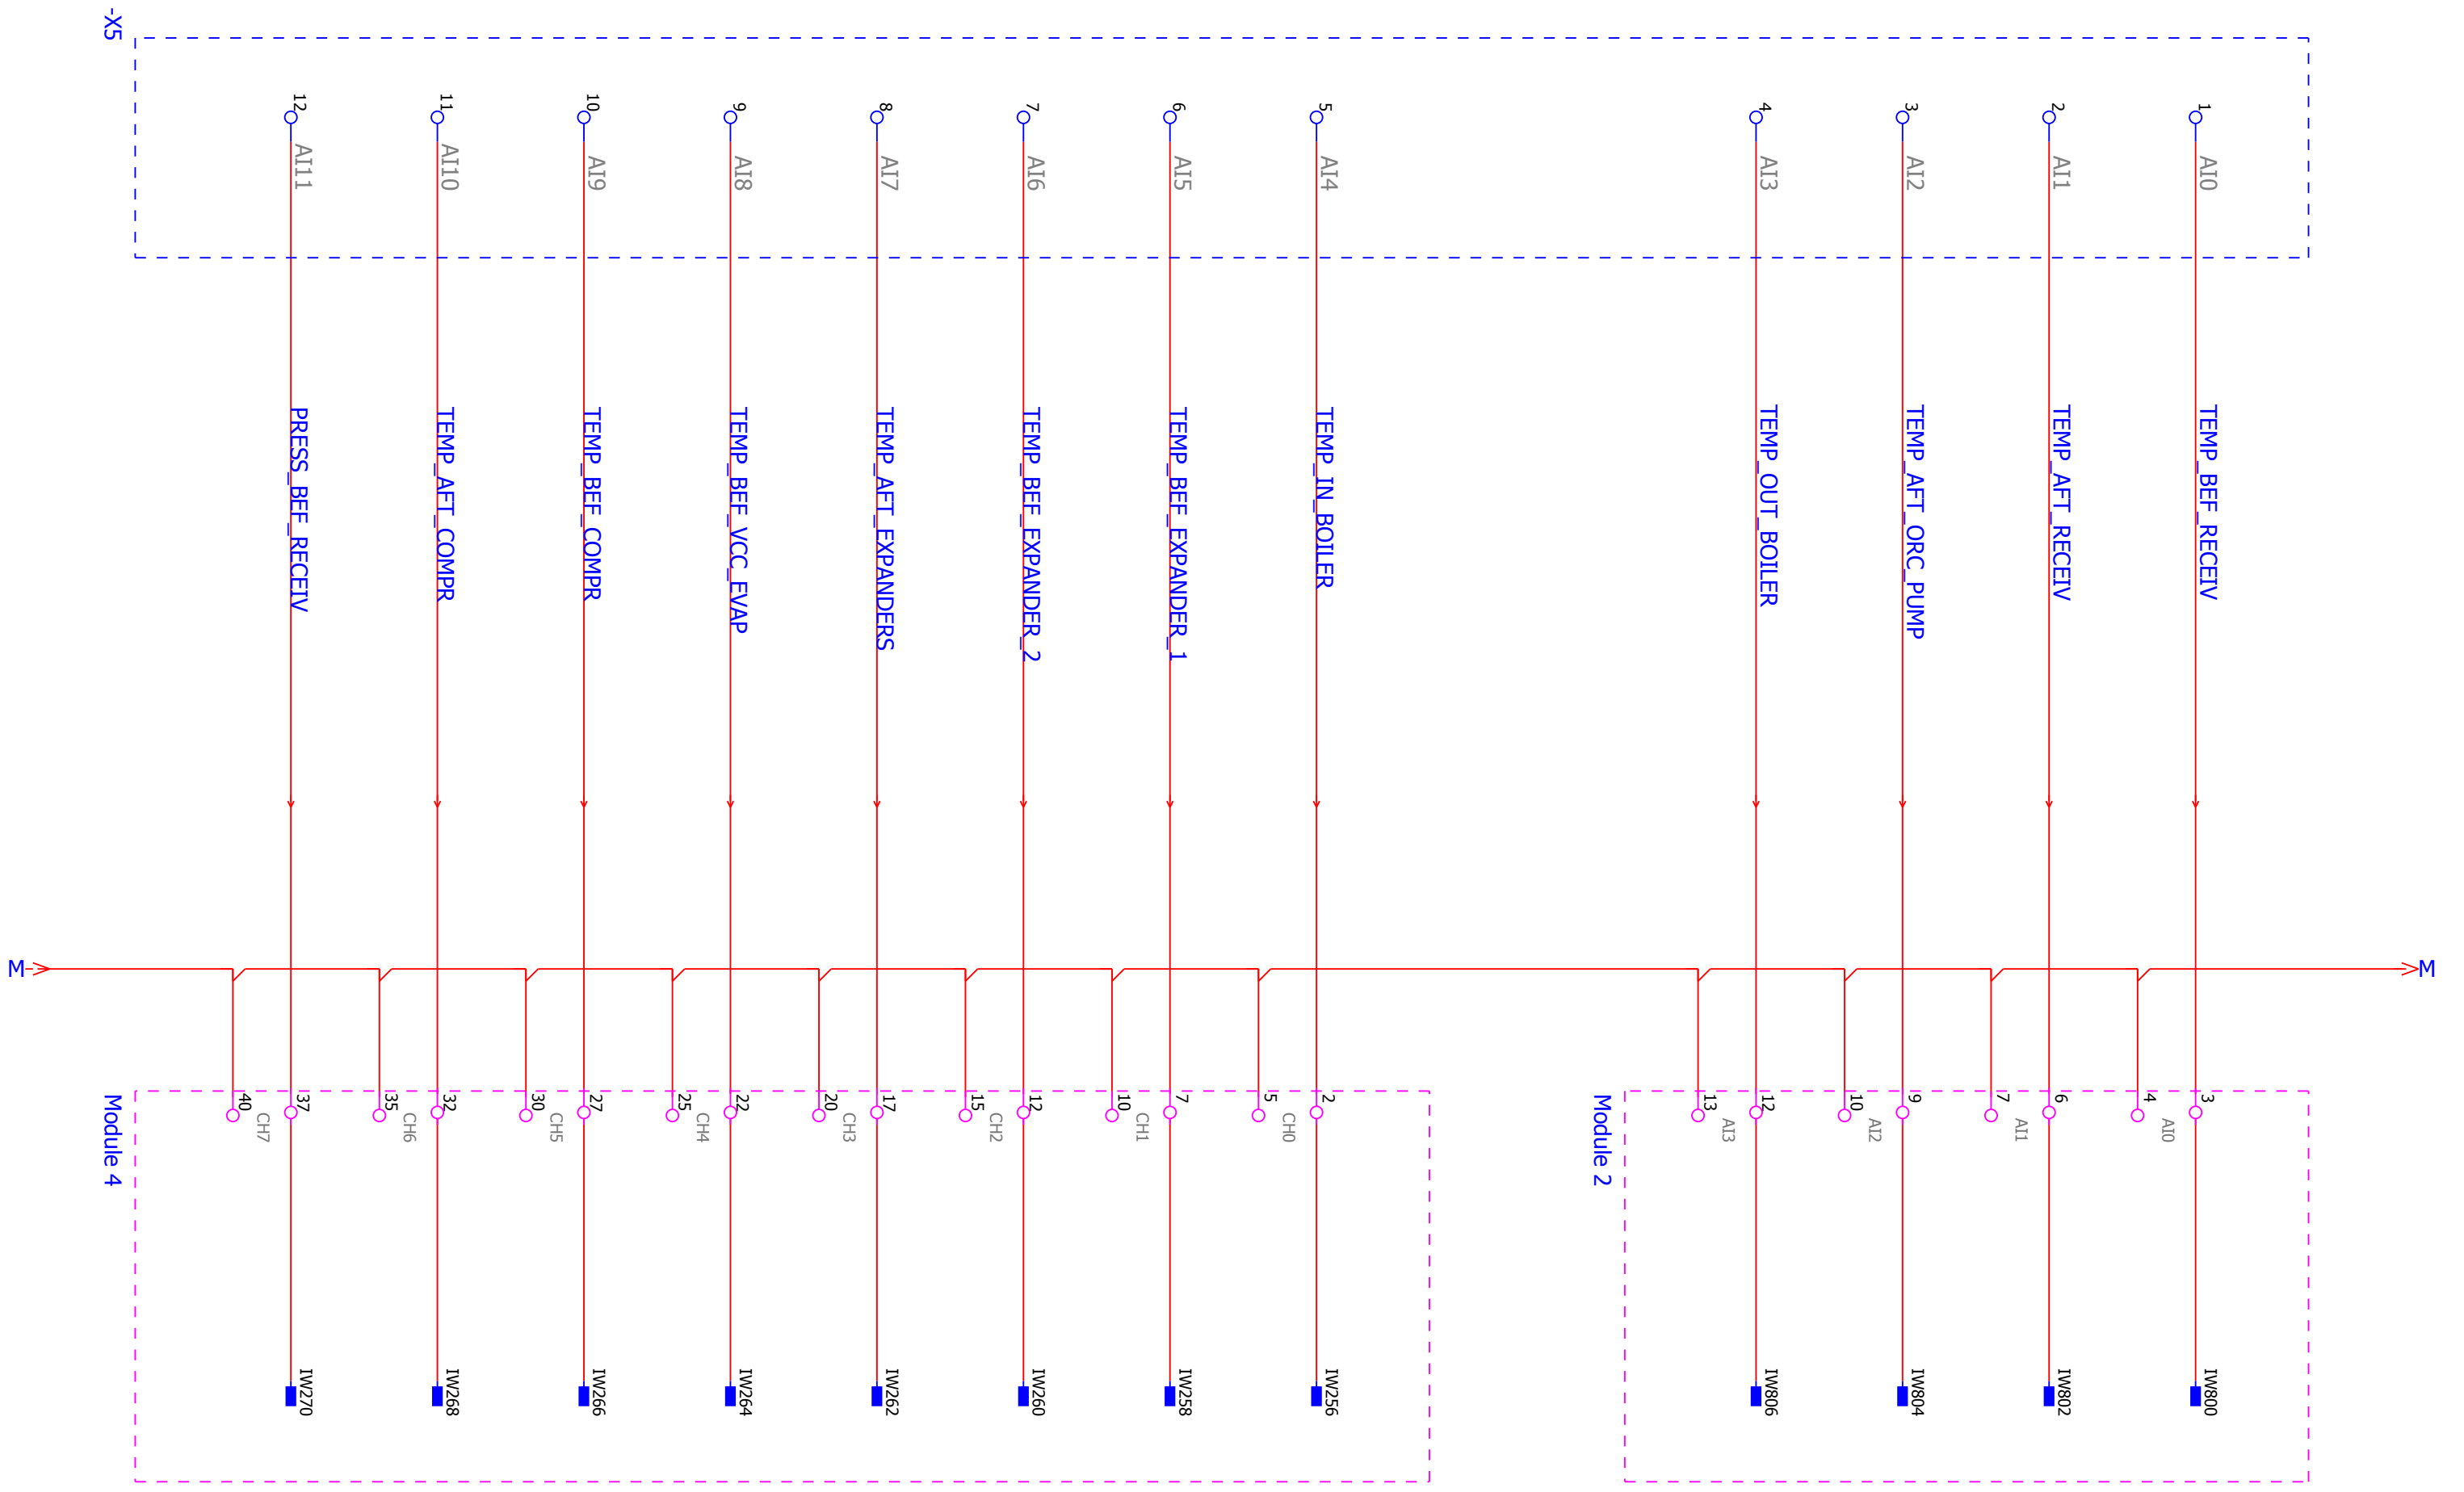 -X5
12
11
10
9
8
7
6
5
4
3
2
1
AI11
AI10
AI9
AI8
AI7
AI6
AI5
AI4
AI3
AI2
AI1
AI0
PRESS_BEF_RECEIV
TEMP_AFT_COMPR
TEMP_BEF_COMPR
TEMP_BEF_VCC_EVAP
TEMP_AFT_EXPANDERS
TEMP_BEF_EXPANDER_2
TEMP_BEF_EXPANDER_1
TEMP_IN_BOILER
TEMP_OUT_BOILER
TEMP_AFT_ORC_PUMP
TEMP_AFT_RECEIV
TEMP_BEF_RECEIV
M
M
Module 4
40
CH7
37
35
CH6
32
30
CH5
27
25
CH4
22
20
CH3
17
15
CH2
12
10
CH1
7
5
CH0
2
Module 2
13
AI3
12
10
AI2
9
7
AI1
6
4
AI0
3
IW270
IW268
IW266
IW264
IW262
IW260
IW258
IW256
IW806
IW804
IW802
IW800